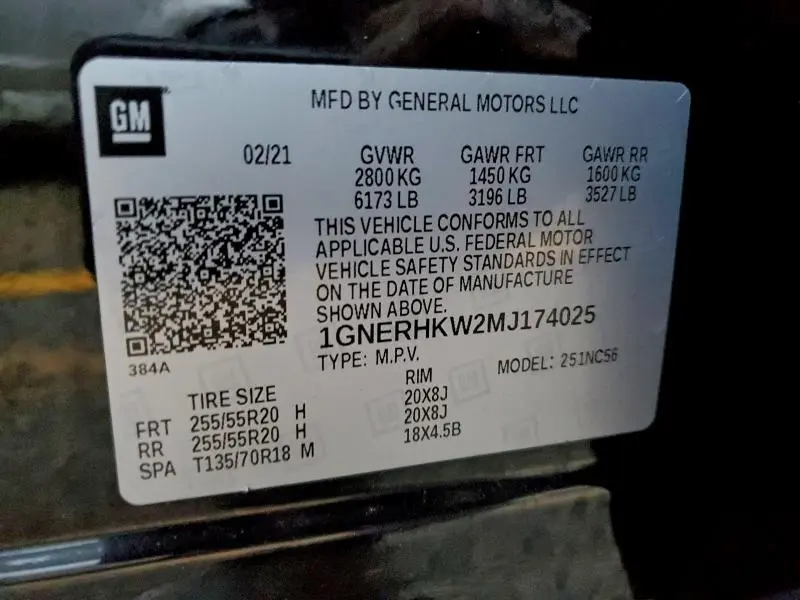 GM
MFD BY GENERAL MOTORS LLC
02/21 GVWR GAWR FRT GAWR RR
2800 KG 1450 KG 1600 KG
6173 LB 3196 LB 3527 LB
THIS VEHICLE CONFORMS TO ALL
APPLICABLE U.S. FEDERAL MOTOR
VEHICLE SAFETY STANDARDS IN EFFECT
ON THE DATE OF MANUFACTURE
SHOWN ABOVE.
1GNERHKW2MJ174025
384A
TYPE: M.P.V. MODEL: 251NC56
TIRE SIZE RIM
FRT 255/55R20 H 20X8J
RR 255/55R20 H 20X8J
SPA T135/70R18 M 18X4.5B